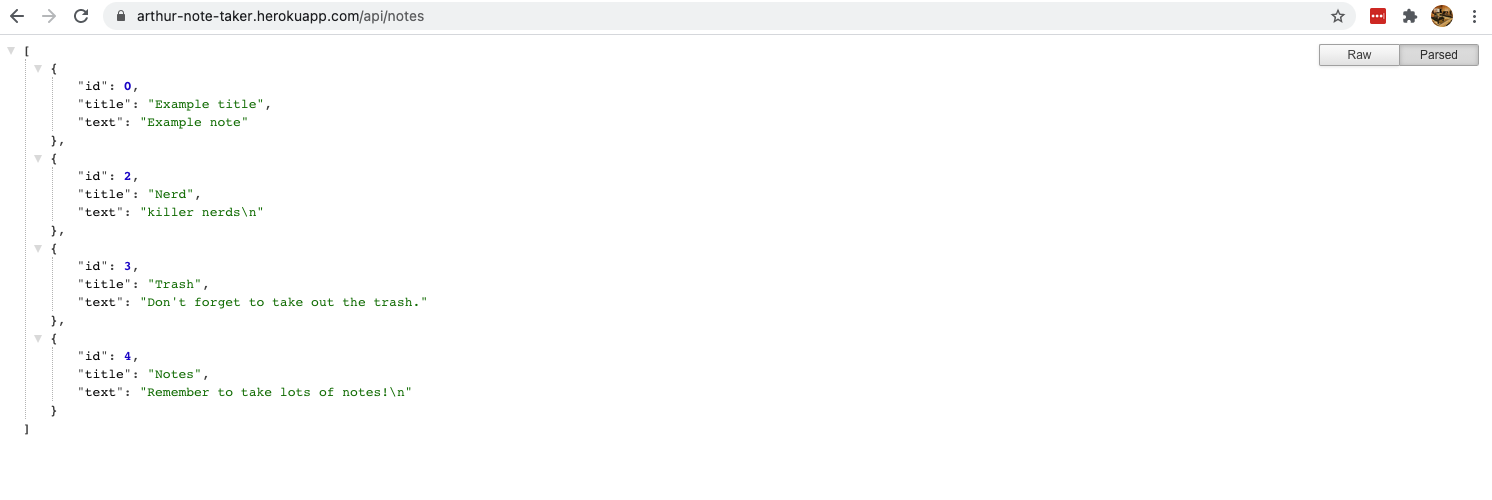 arthur-note-taker.herokuapp.com/api/notes
Raw Parsed
[
{
"id": 0,
"title": "Example title",
"text": "Example note"
},
{
"id": 2,
"title": "Nerd",
"text": "killer nerds\n"
},
{
"id": 3,
"title": "Trash",
"text": "Don't forget to take out the trash."
},
{
"id": 4,
"title": "Notes",
"text": "Remember to take lots of notes!\n"
}
]